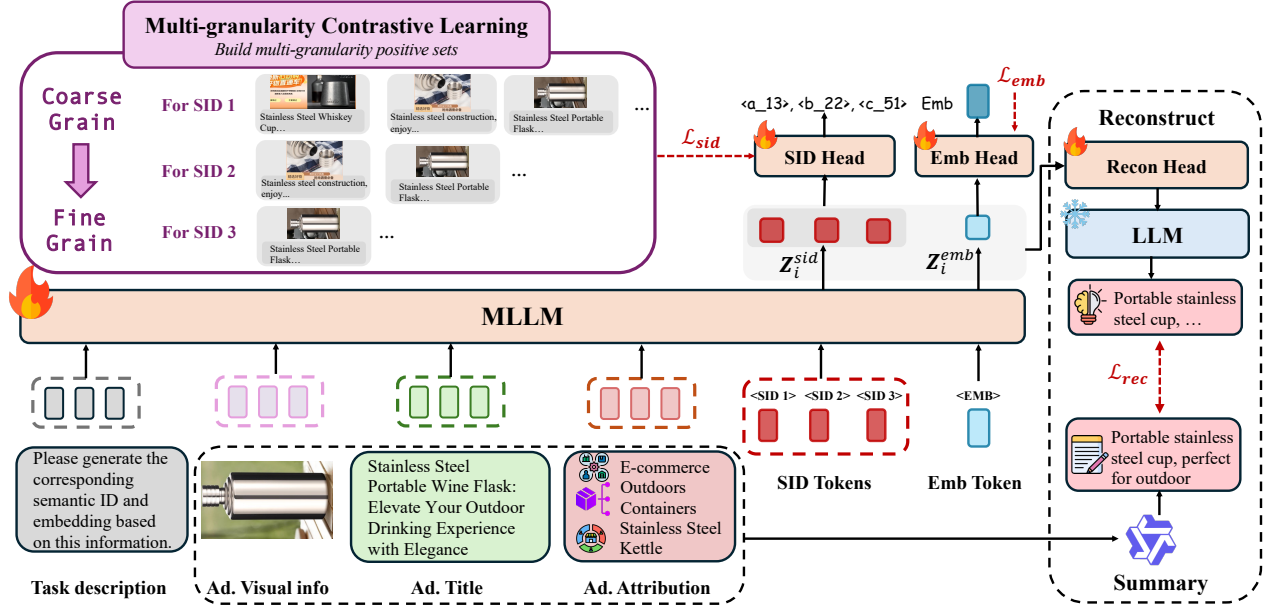 Multi-granularity Contrastive Learning
Build multi-granularity positive sets
Coarse
Grain
Fine
Grain
For SID 1
Stainless Steel Whiskey
Cup…
Stainless steel construction,
enjoy...
Stainless Steel Portable
Flask…
...
For SID 2
Stainless steel construction,
enjoy...
Stainless Steel Portable
Flask…
...
For SID 3
Stainless Steel Portable
Flask…
...
ℒsid
<a_13>, <b_22>, <c_51>
Emb
ℒemb
SID Head
Emb Head
Z_i^sid
Z_i^emb
Reconstruct
Recon Head
LLM
Portable stainless
steel cup, …
ℒrec
Portable stainless
steel cup, perfect
for outdoor
Summary
MLLM
<SID 1>
<SID 2>
<SID 3>
<EMB>
SID Tokens
Emb Token
Please generate the
corresponding
semantic ID and
embedding based
on this information.
Stainless Steel
Portable Wine Flask:
Elevate Your Outdoor
Drinking Experience
with Elegance
E-commerce
Outdoors
Containers
Stainless Steel
Kettle
Task description
Ad. Visual info
Ad. Title
Ad. Attribution